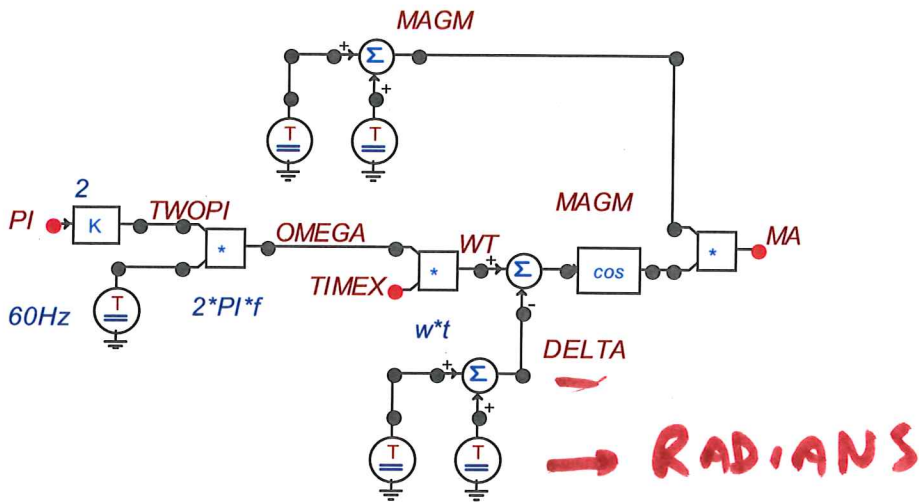 MAGM
+ Σ
+
T T
2
PI K TWOPI
MAGM
* OMEGA
WT
MA
*
TIMEX * + Σ cos
-
60Hz T 2*PI*f
w*t
DELTA
+ Σ
+
T T
→ RADIANS